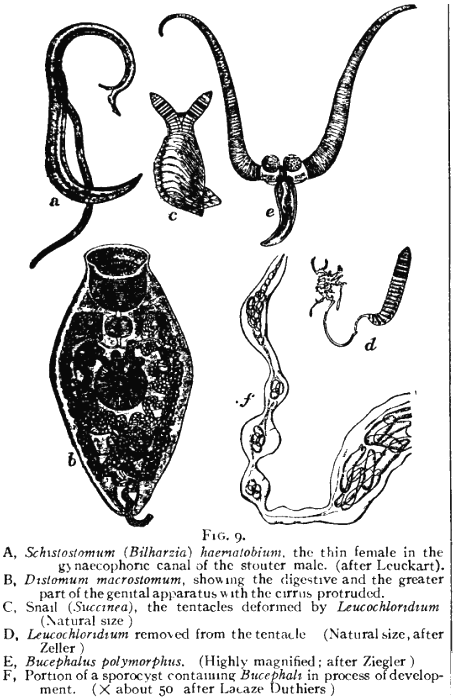 a
c
e
d
b
f
FIG. 9.
A, Schistostomum (Bilharzia) haematobium, the thin female in the
gynaecophoric canal of the stouter male. (after Leuckart).
B, Distomum macrostomum, showing the digestive and the greater
part of the genital apparatus with the cirrus protruded.
C, Snail (Succinea), the tentacles deformed by Leucochloridium
(Natural size)
D, Leucochloridium removed from the tentacle (Natural size, after
Zeller)
E, Bucephalus polymorphus. (Highly magnified; after Ziegler)
F, Portion of a sporocyst containing Bucephali in process of develop-
ment. (X about 50 after Lacaze Duthiers)